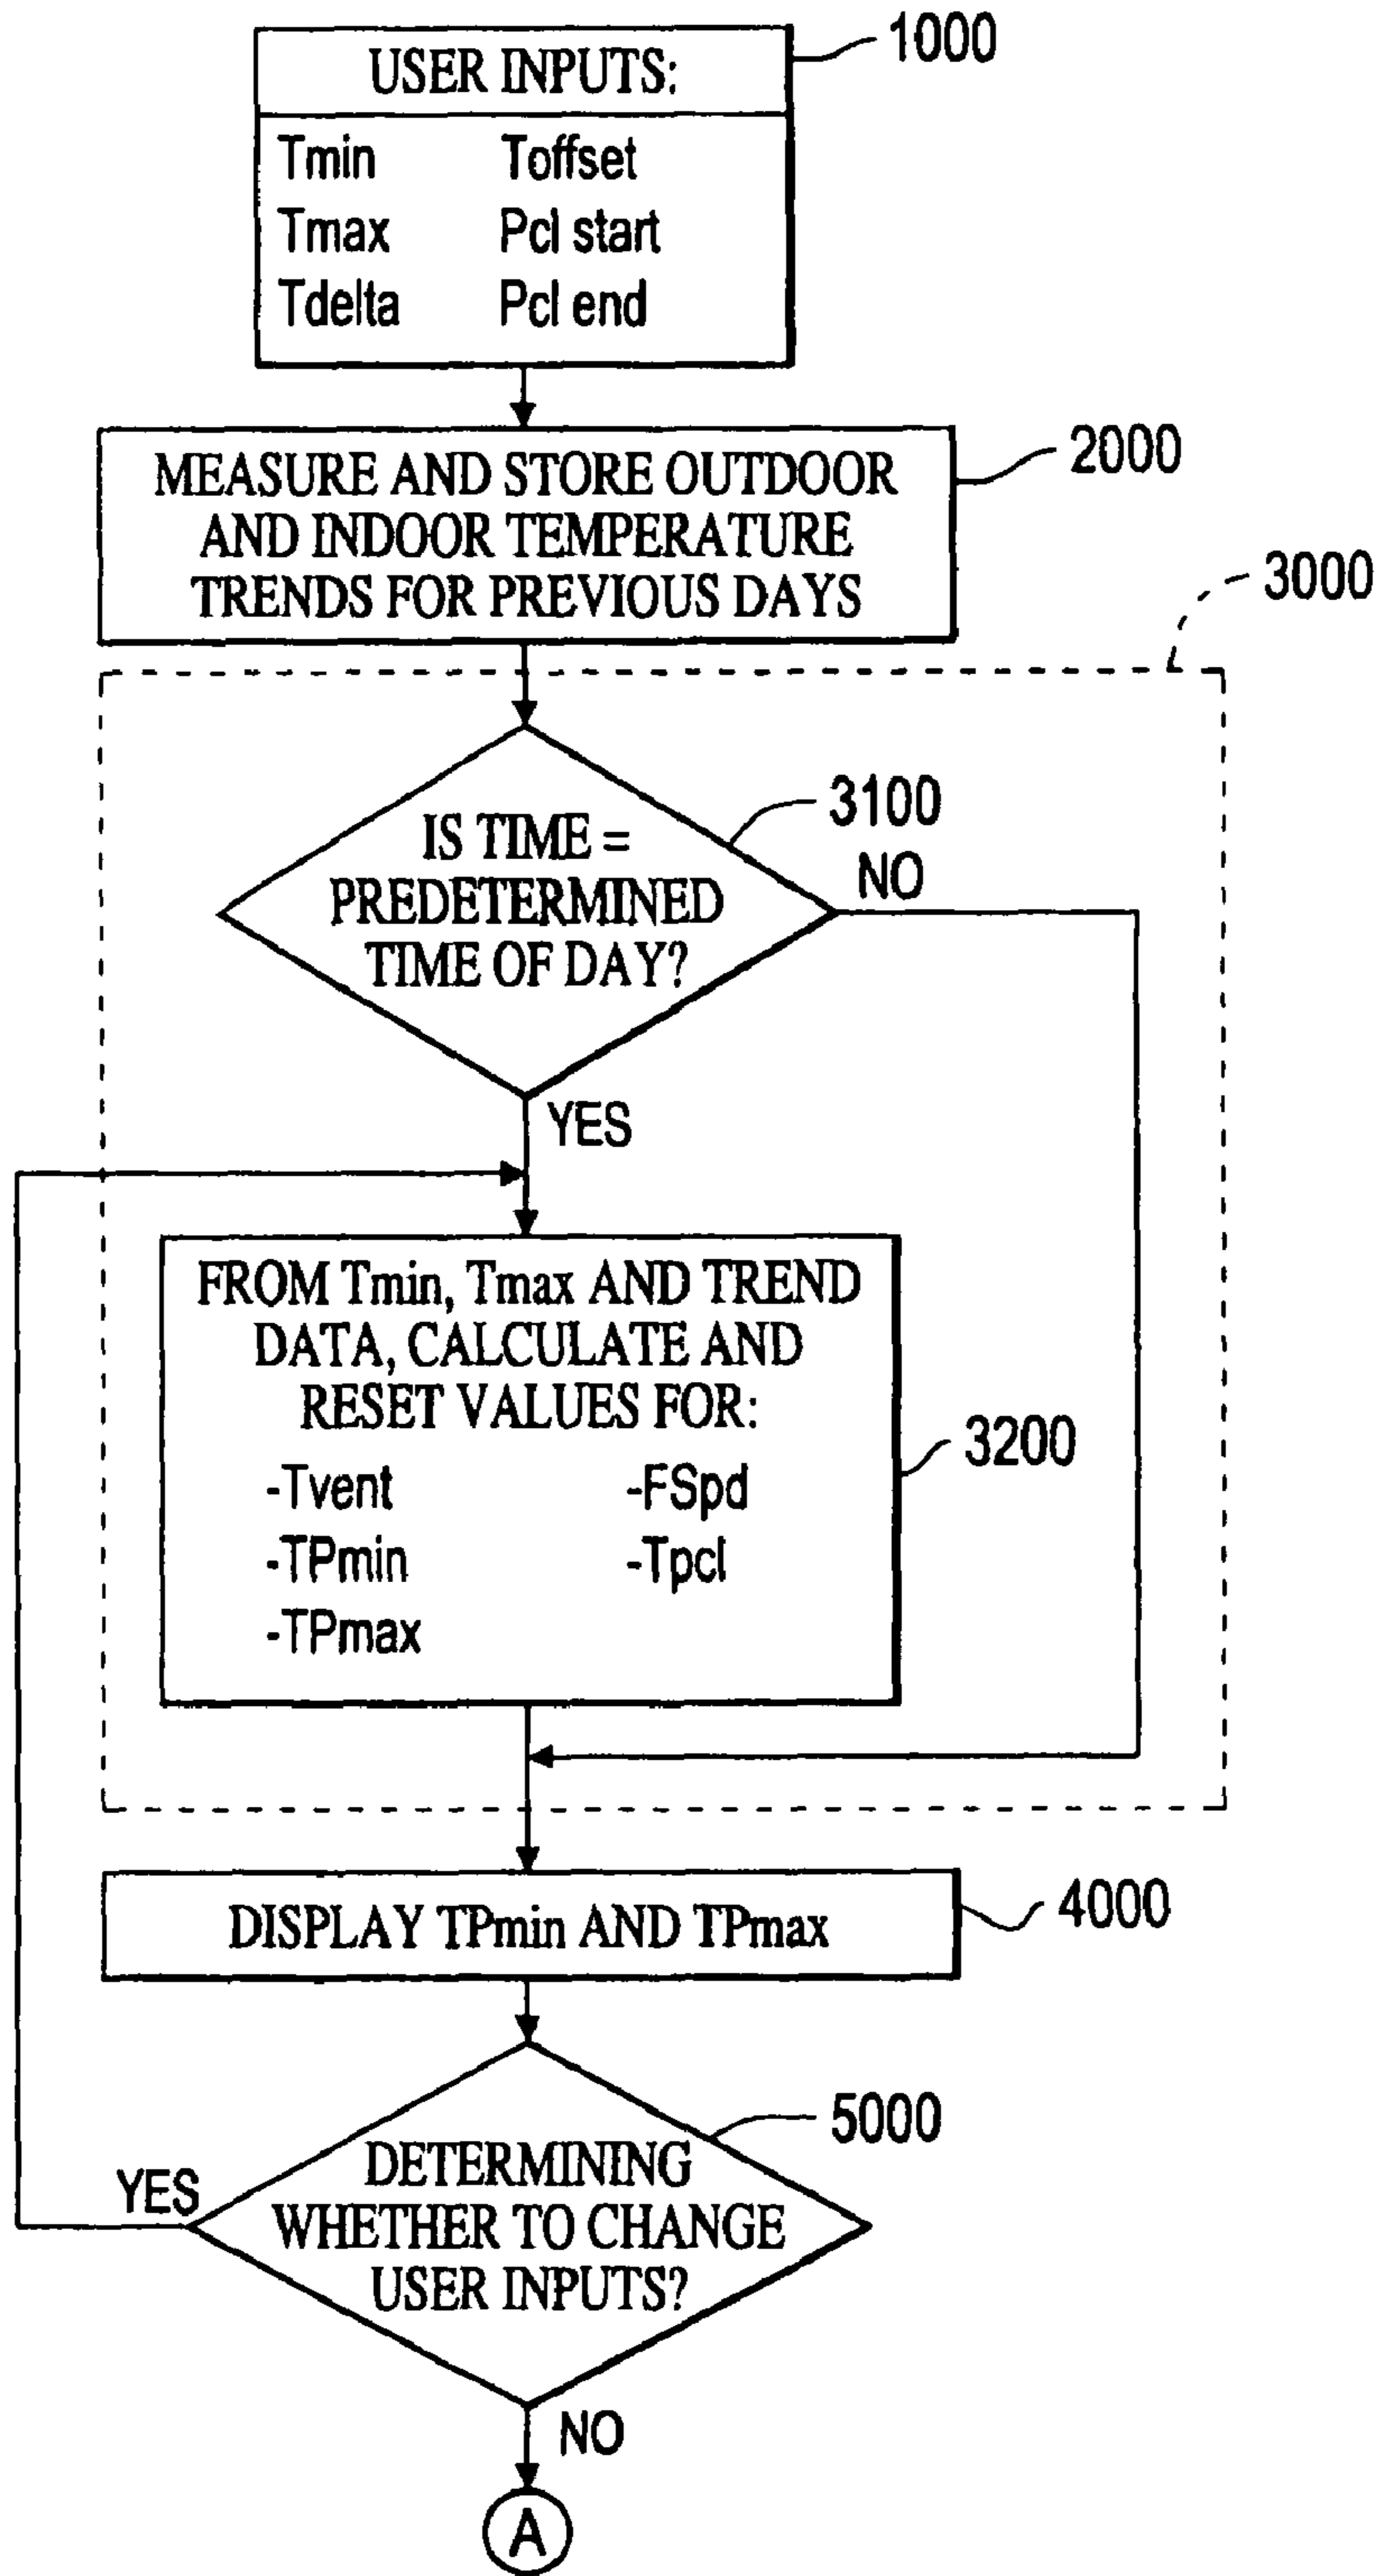 1000
USER INPUTS:
Tmin Toffset
Tmax Pcl start
Tdelta Pcl end
2000
MEASURE AND STORE OUTDOOR
AND INDOOR TEMPERATURE
TRENDS FOR PREVIOUS DAYS
3000
3100
IS TIME =
PREDETERMINED
TIME OF DAY?
NO
YES
FROM Tmin, Tmax AND TREND
DATA, CALCULATE AND
RESET VALUES FOR:
3200
-Tvent -FSpd
-TPmin -Tpcl
-TPmax
DISPLAY TPmin AND TPmax
4000
5000
DETERMINING
WHETHER TO CHANGE
USER INPUTS?
YES
NO
A